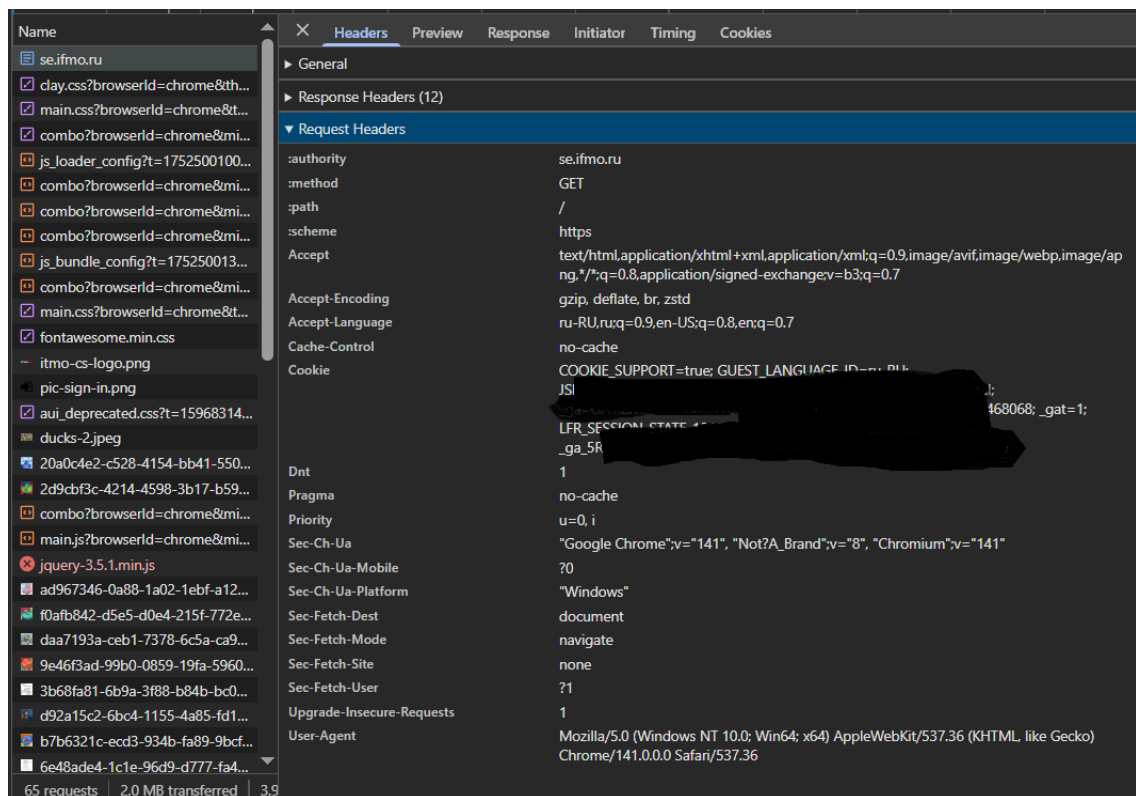 Name
se.ifmo.ru
clay.css?browserId=chrome&th...
main.css?browserId=chrome&t...
combo?browserId=chrome&mi...
js_loader_config?t=1752500100...
combo?browserId=chrome&mi...
combo?browserId=chrome&mi...
combo?browserId=chrome&mi...
js_bundle_config?t=175250013...
combo?browserId=chrome&mi...
main.css?browserId=chrome&t...
fontawesome.min.css
itmo-cs-logo.png
pic-sign-in.png
aui_deprecated.css?t=15968314...
ducks-2.jpeg
20a0c4e2-c528-4154-bb41-550...
2d9cbf3c-4214-4598-3b17-b59...
combo?browserId=chrome&mi...
main.js?browserId=chrome&mi...
jquery-3.5.1.min.js
ad967346-0a88-1a02-1ebf-a12...
f0afb842-d5e5-d0e4-215f-772e...
daa7193a-ceb1-7378-6c5a-ca9...
9e46f3ad-99b0-0859-19fa-5960...
3b68fa81-6b9a-3f88-b84b-bc0...
d92a15c2-6bc4-1155-4a85-fd1...
b7b6321c-ecd3-934b-fa89-9bcf...
6e48ade4-1c1e-96d9-d777-fa4...
65 requests 2.0 MB transferred 3.9
Headers Preview Response Initiator Timing Cookies
General
Response Headers (12)
Request Headers
:authority se.ifmo.ru
:method GET
:path /
:scheme https
Accept text/html,application/xhtml+xml,application/xml;q=0.9,image/avif,image/webp,image/ap
ng,*/*;q=0.8,application/signed-exchange;v=b3;q=0.7
Accept-Encoding gzip, deflate, br, zstd
Accept-Language ru-RU,ru;q=0.9,en-US;q=0.8,en;q=0.7
Cache-Control no-cache
Cookie COOKIE_SUPPORT=true; GUEST_LANGUAGE_ID=ru_RU;
468068; _gat=1;
Dnt 1
Pragma no-cache
Priority u=0, i
Sec-Ch-Ua "Google Chrome";v="141", "Not?A_Brand";v="8", "Chromium";v="141"
Sec-Ch-Ua-Mobile ?0
Sec-Ch-Ua-Platform "Windows"
Sec-Fetch-Dest document
Sec-Fetch-Mode navigate
Sec-Fetch-Site none
Sec-Fetch-User ?1
Upgrade-Insecure-Requests 1
User-Agent Mozilla/5.0 (Windows NT 10.0; Win64; x64) AppleWebKit/537.36 (KHTML, like Gecko)
Chrome/141.0.0.0 Safari/537.36